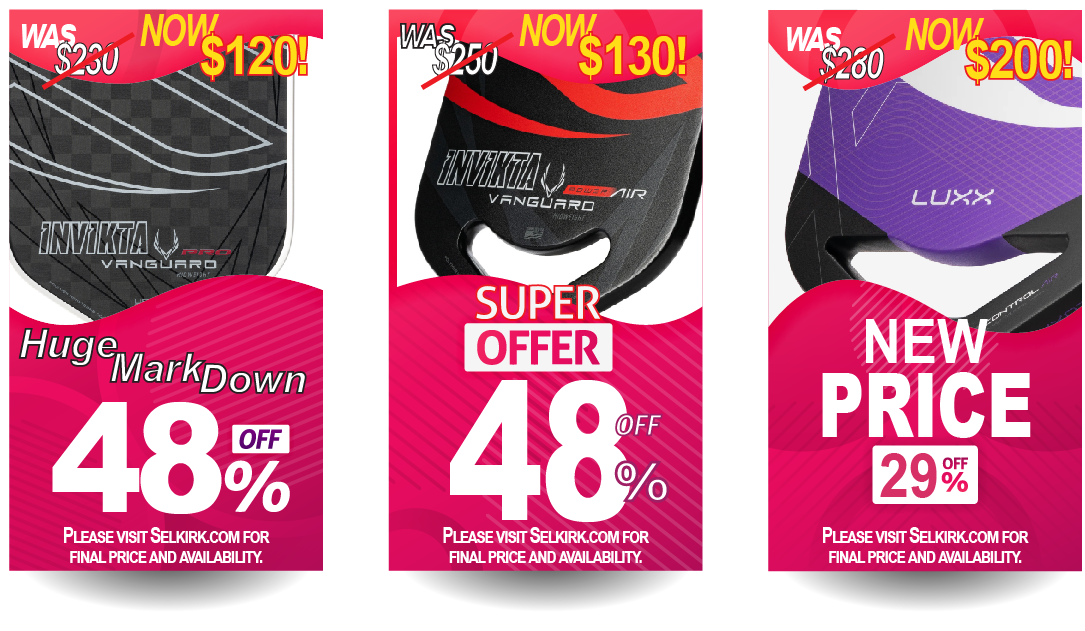 WAS NOW
$230 $120!
INVIKTA PRO
VANGUARD
MIDWEIGHT
Huge
Mark
Down
48 OFF
%
PLEASE VISIT SELKIRK.COM FOR
FINAL PRICE AND AVAILABILITY.
WAS NOW
$250 $130!
INVIKTA POWER AIR
VANGUARD
MIDWEIGHT
SUPER
OFFER
48 OFF
%
PLEASE VISIT SELKIRK.COM FOR
FINAL PRICE AND AVAILABILITY.
WAS NOW
$280 $200!
LUXX
CONTROL AIR
NEW
PRICE
29 OFF
%
PLEASE VISIT SELKIRK.COM FOR
FINAL PRICE AND AVAILABILITY.